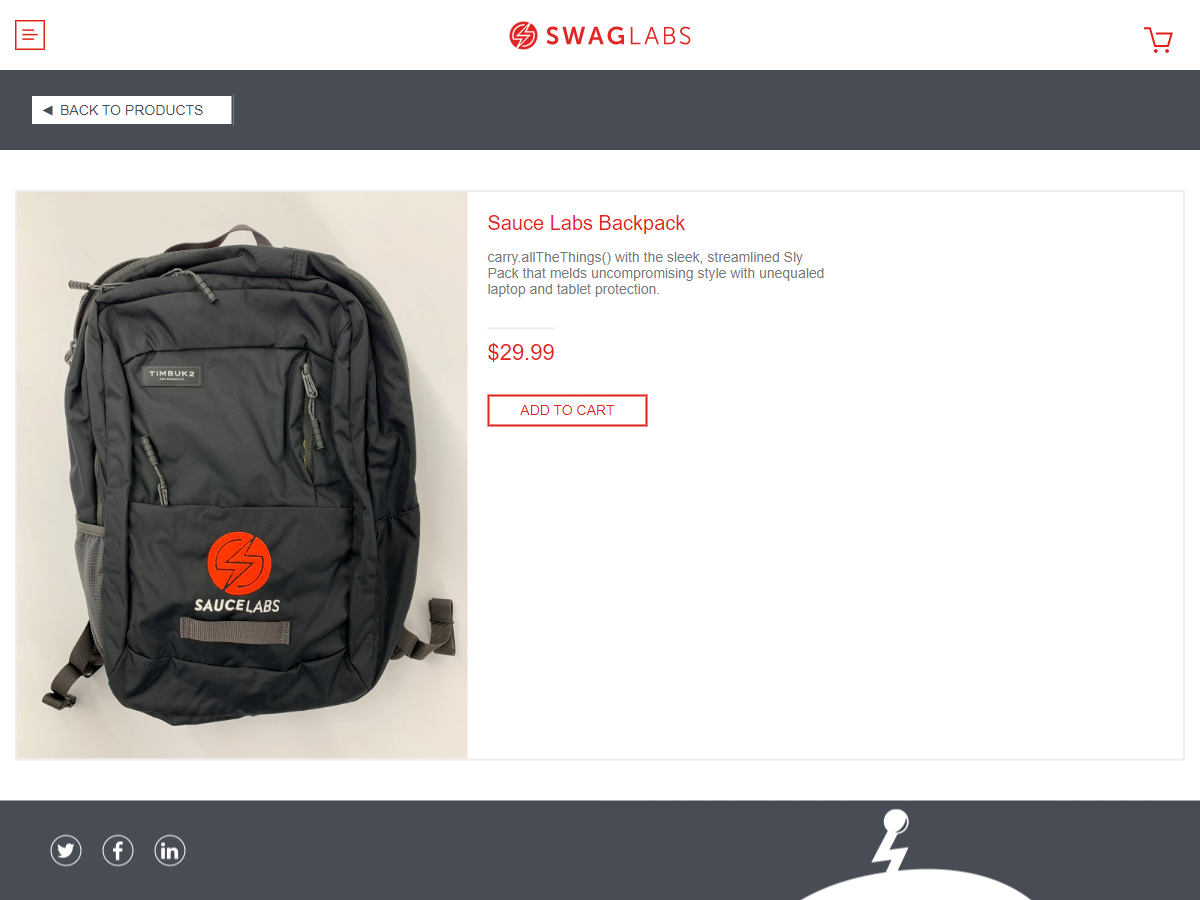 SWAGLABS
BACK TO PRODUCTS
TIMBUK2
SAUCELABS
Sauce Labs Backpack
carry.allTheThings() with the sleek, streamlined Sly
Pack that melds uncompromising style with unequaled
laptop and tablet protection.
$29.99
ADD TO CART